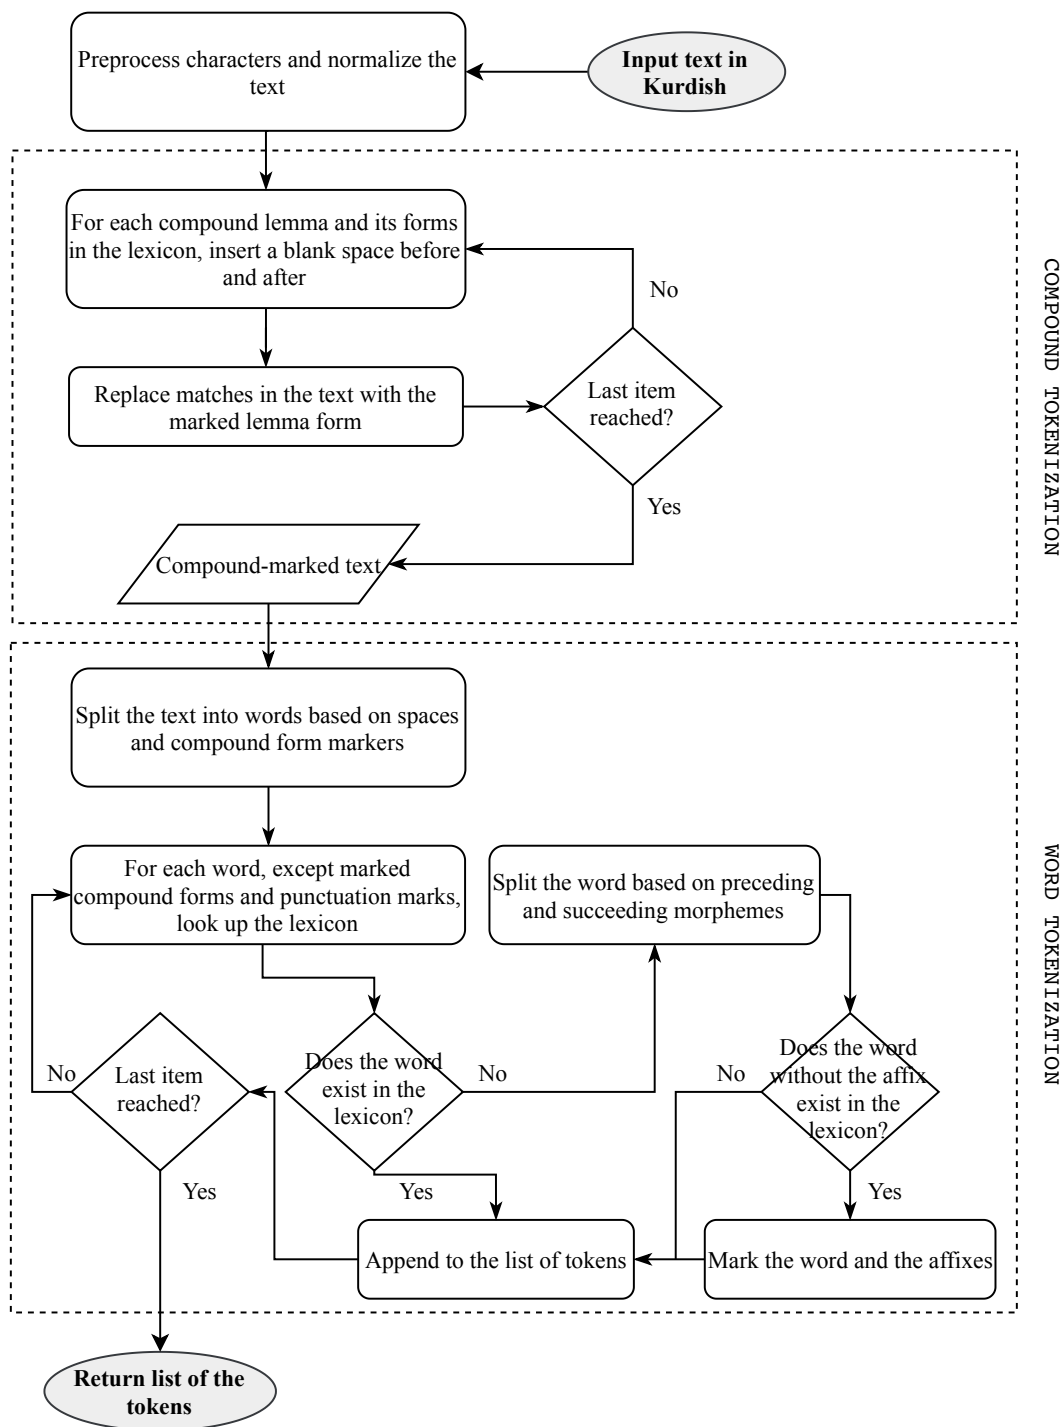 Input text in
Kurdish
Preprocess characters and normalize the
text
COMPOUND TOKENIZATION
For each compound lemma and its forms
in the lexicon, insert a blank space before
and after
No
Replace matches in the text with the
marked lemma form
Last item
reached?
Yes
Compound-marked text
WORD TOKENIZATION
Split the text into words based on spaces
and compound form markers
For each word, except marked
compound forms and punctuation marks,
look up the lexicon
Split the word based on preceding
and succeeding morphemes
No
Last item
reached?
Does the word
exist in the
lexicon?
No
No
Does the word
without the affix
exist in the
lexicon?
Yes
Yes
Yes
Append to the list of tokens
Mark the word and the affixes
Return list of the
tokens